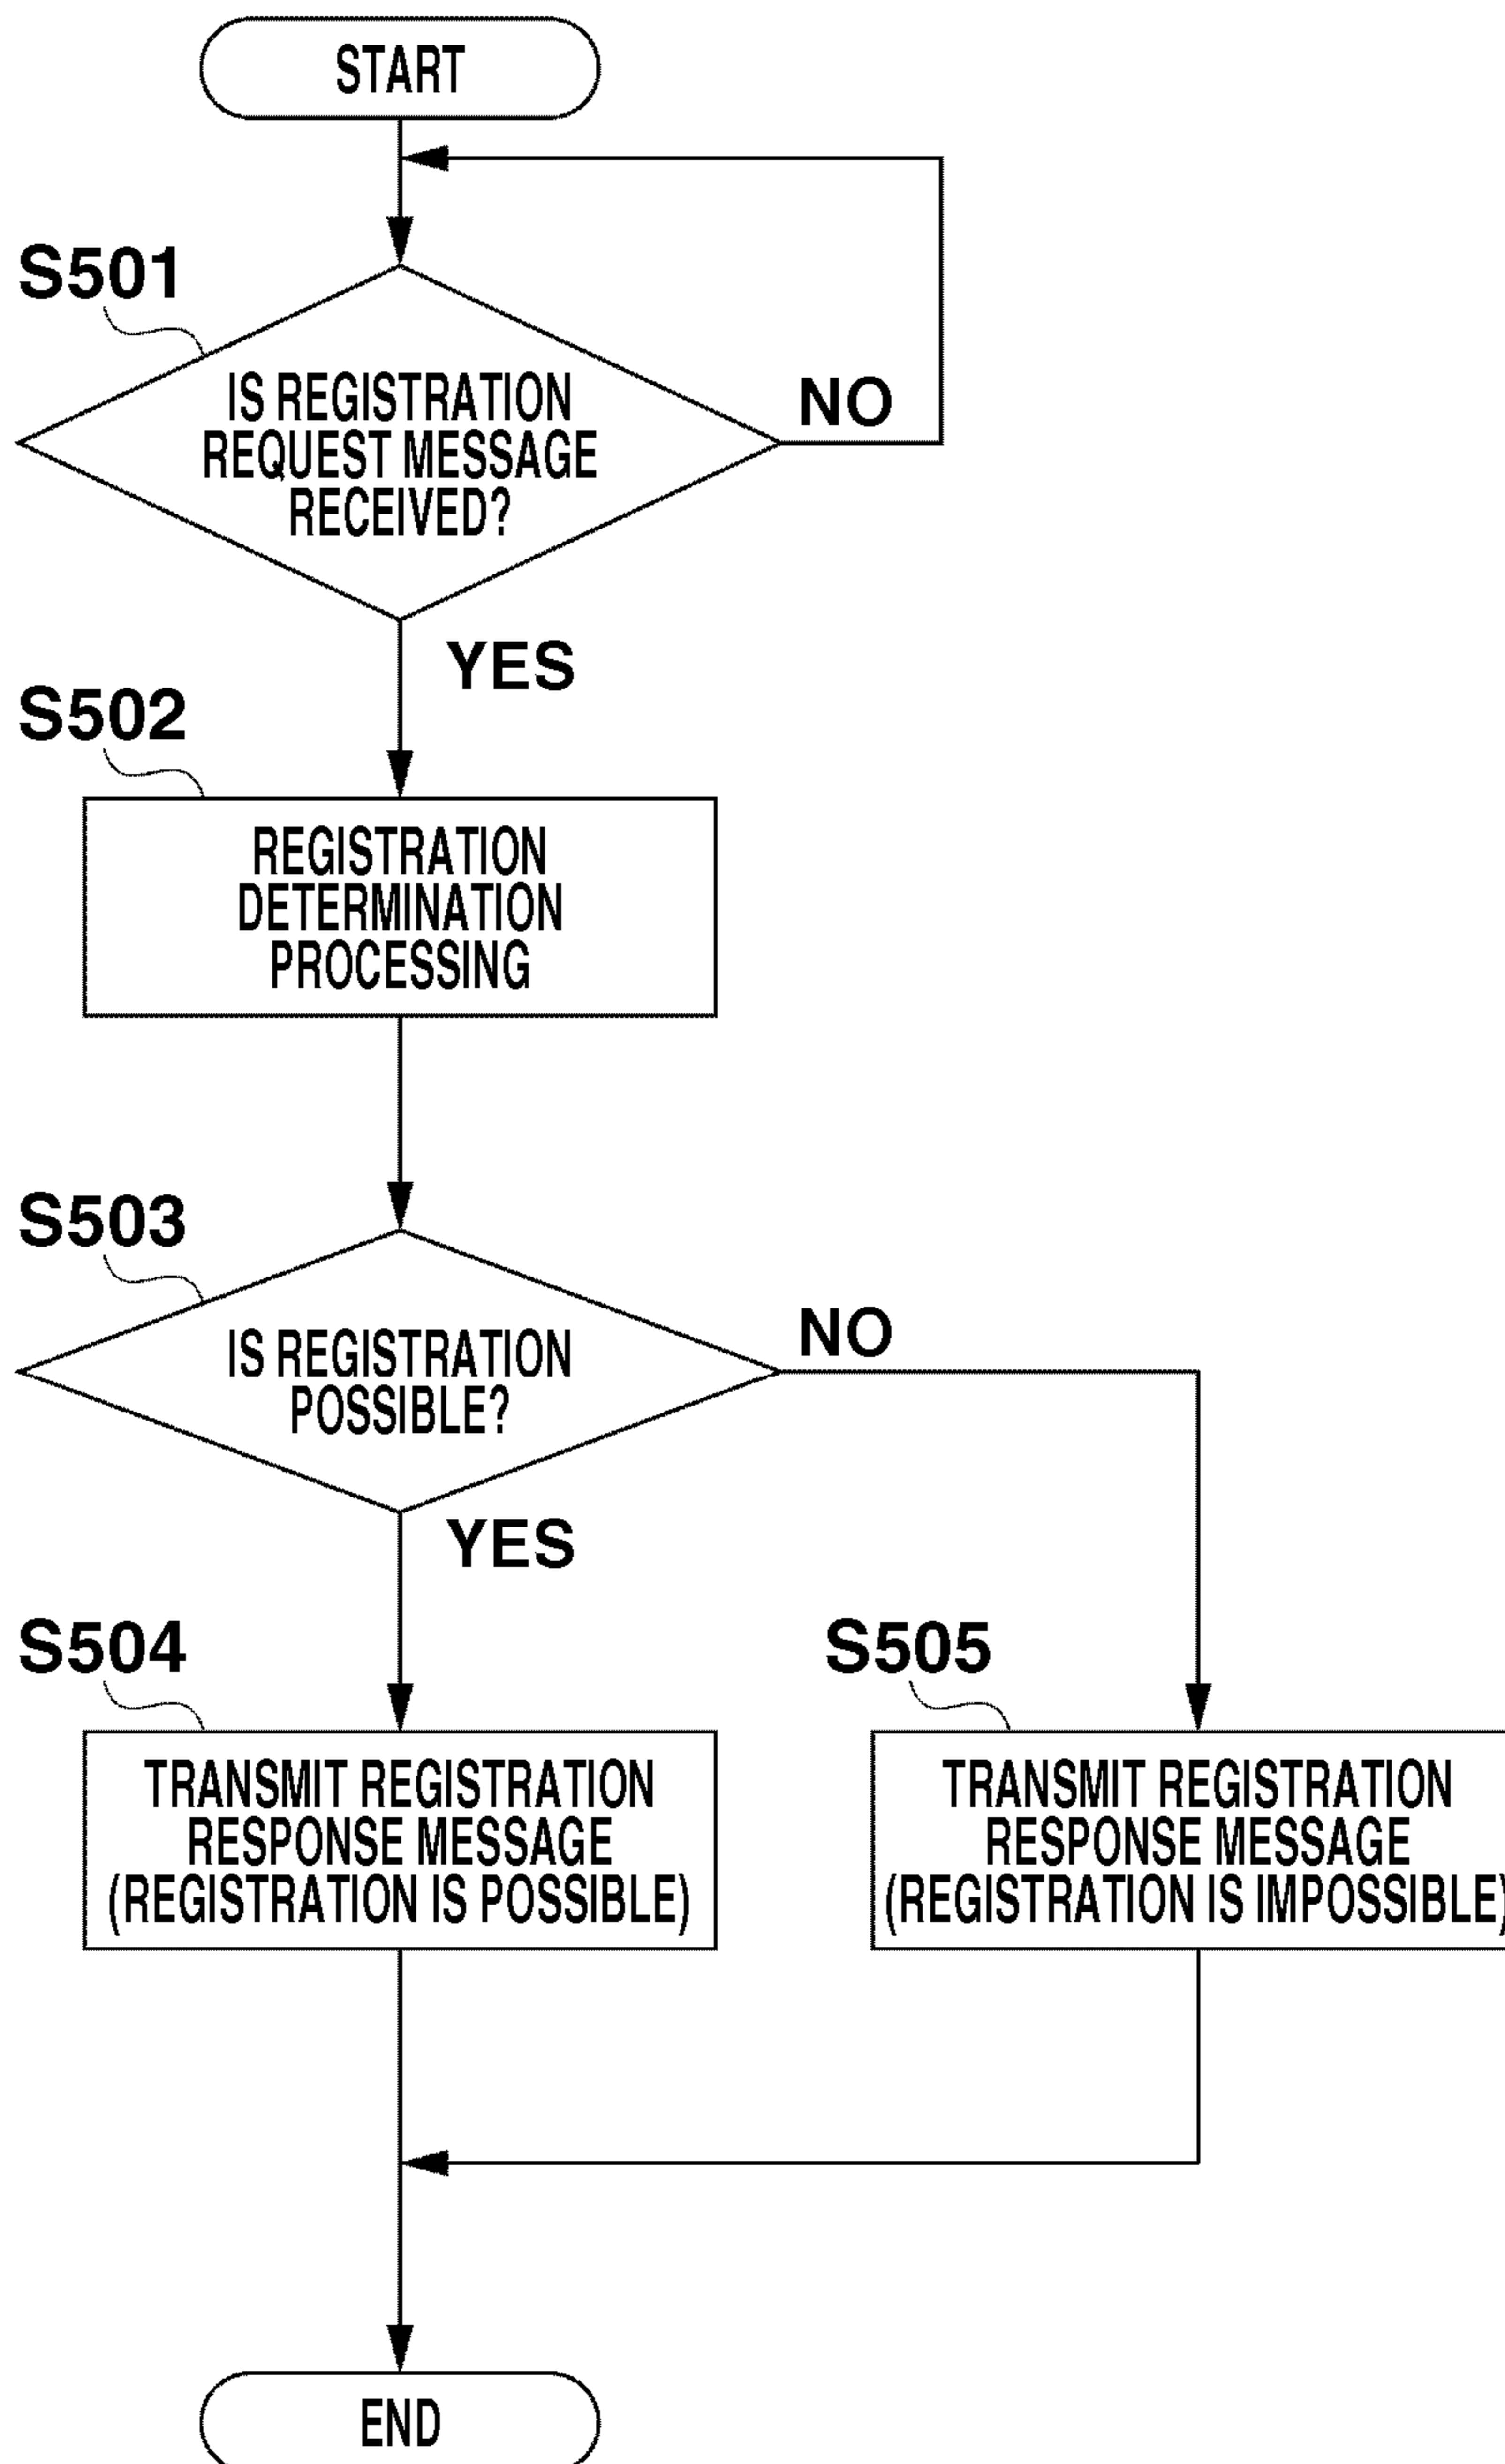 START
S501
IS REGISTRATION
REQUEST MESSAGE
RECEIVED?
NO
YES
S502
REGISTRATION
DETERMINATION
PROCESSING
S503
IS REGISTRATION
POSSIBLE?
NO
YES
S504
TRANSMIT REGISTRATION
RESPONSE MESSAGE
(REGISTRATION IS POSSIBLE)
S505
TRANSMIT REGISTRATION
RESPONSE MESSAGE
(REGISTRATION IS IMPOSSIBLE)
END